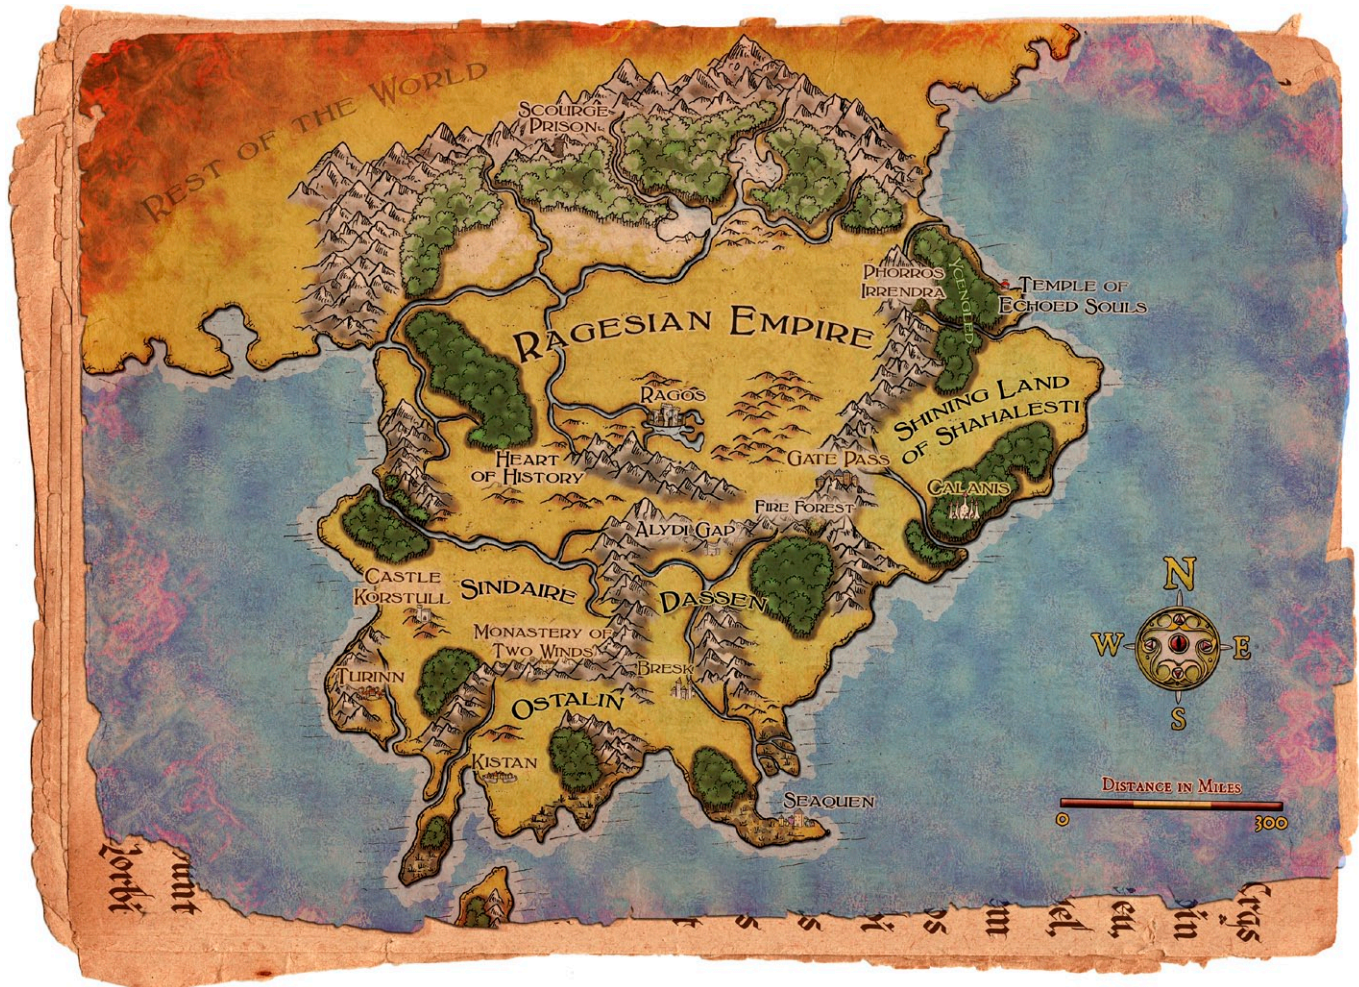 Rest of the World
Scourge
Prison
Phorros
Irrendra
Ycengled
Temple of
Echoed Souls
Ragesian Empire
Ragos
Shining Land
of Shahalesti
Heart
of History
Gate Pass
Calanis
Fire Forest
Alydi Gap
Castle
Korstull
Sindaire
Dassen
Monastery of
Two Winds
Bresk
Turinn
Ostalin
Kistan
Seaquen
N
W
E
S
Distance in Miles
0
300